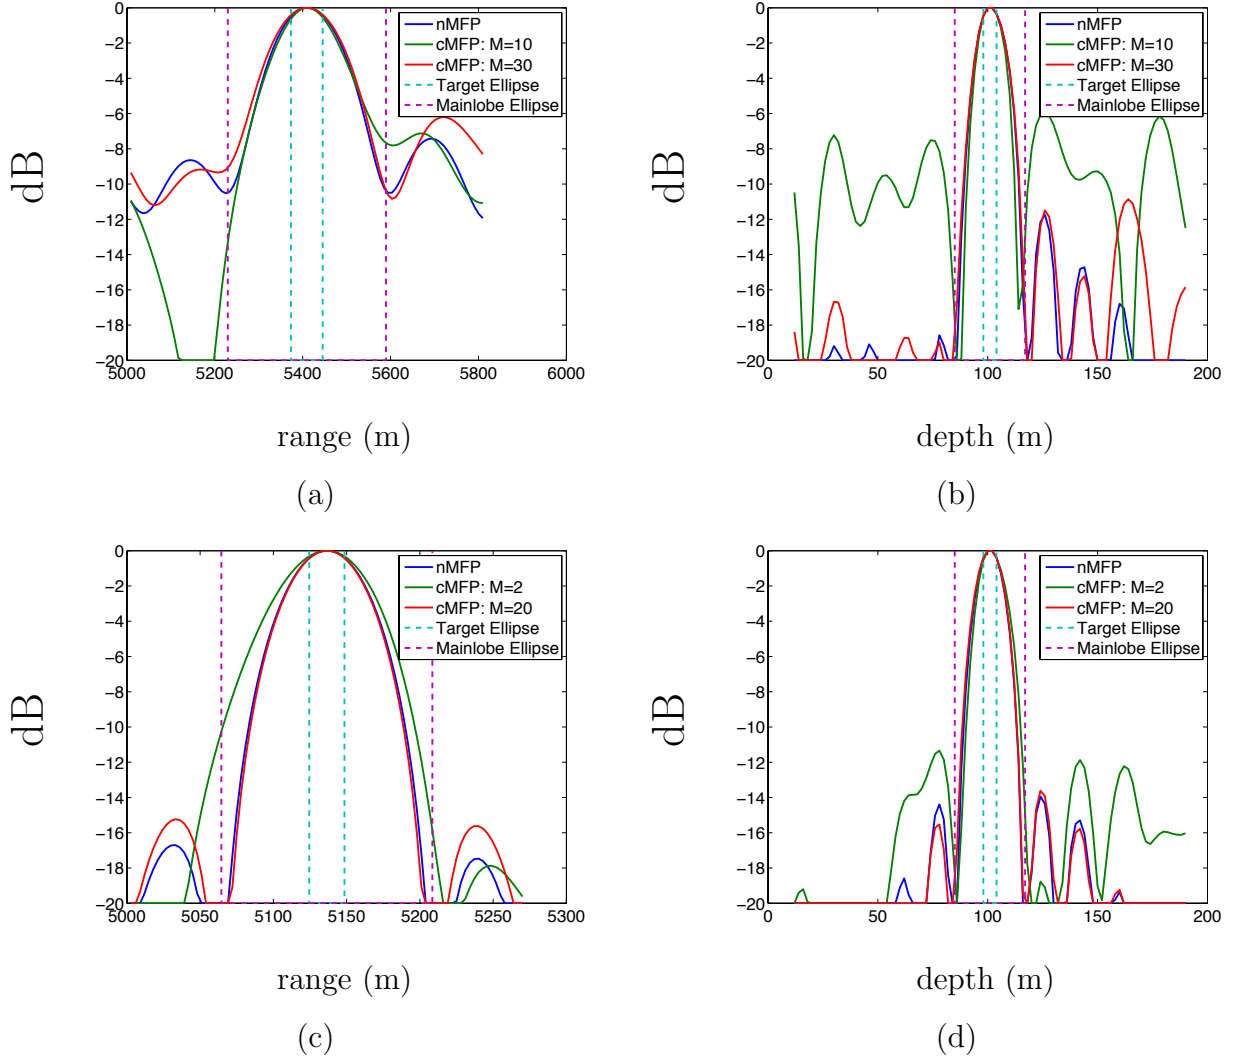 0
−2
−4
−6
−8
−10
−12
−14
−16
−18
−20
5000 5200 5400 5600 5800 6000
dB
range (m)
nMFP
cMFP: M=10
cMFP: M=30
Target Ellipse
Mainlobe Ellipse
(a)
0
−2
−4
−6
−8
−10
−12
−14
−16
−18
−20
0 50 100 150 200
dB
depth (m)
nMFP
cMFP: M=10
cMFP: M=30
Target Ellipse
Mainlobe Ellipse
(b)
0
−2
−4
−6
−8
−10
−12
−14
−16
−18
−20
5000 5050 5100 5150 5200 5250 5300
dB
range (m)
nMFP
cMFP: M=2
cMFP: M=20
Target Ellipse
Mainlobe Ellipse
(c)
0
−2
−4
−6
−8
−10
−12
−14
−16
−18
−20
0 50 100 150 200
dB
depth (m)
nMFP
cMFP: M=2
cMFP: M=20
Target Ellipse
Mainlobe Ellipse
(d)